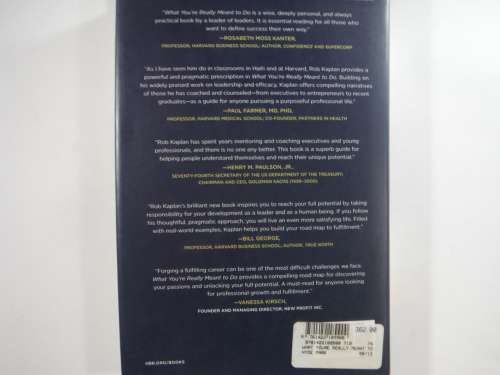 "What You're Really Meant to Do is a wise, deeply personal, and always
practical book by a leader of leaders. It is essential reading for all those who
want to define success their own way."
—ROSABETH MOSS KANTER,
PROFESSOR, HARVARD BUSINESS SCHOOL; AUTHOR, CONFIDENCE AND SUPERCORP
"As I have seen him do in classrooms in Haiti and at Harvard, Rob Kaplan provides a
powerful and pragmatic prescription in What You're Really Meant to Do. Building on
his widely praised work on leadership and efficacy, Kaplan offers compelling narratives
of those he has coached and counseled—from executives to entrepreneurs to recent
graduates—as a guide for anyone pursuing a purposeful professional life."
—PAUL FARMER, MD, PHD,
PROFESSOR, HARVARD MEDICAL SCHOOL; CO-FOUNDER, PARTNERS IN HEALTH
"Rob Kaplan has spent years mentoring and coaching executives and young
professionals, and there is no one any better. This book is a superb guide for
helping people understand themselves and reach their unique potential."
—HENRY M. PAULSON, JR.,
SEVENTY-FOURTH SECRETARY OF THE US DEPARTMENT OF THE TREASURY;
CHAIRMAN AND CEO, GOLDMAN SACHS (1999–2006)
"Rob Kaplan's brilliant new book inspires you to reach your full potential by taking
responsibility for your development as a leader and as a human being. If you follow
his thoughtful, pragmatic approach, you will live an even more satisfying life. Filled
with real-world examples, Kaplan helps you build your road map to fulfillment."
—BILL GEORGE,
PROFESSOR, HARVARD BUSINESS SCHOOL; AUTHOR, TRUE NORTH
"Forging a fulfilling career can be one of the most difficult challenges we face.
What You're Really Meant to Do provides a compelling road map for discovering
your passions and unlocking your full potential. A must-read for anyone looking
for professional growth and fulfillment."
—VANESSA KIRSCH,
FOUNDER AND MANAGING DIRECTOR, NEW PROFIT INC.
HBR.ORG/BOOKS
362.00
WHAT YOU'RE REALLY MEANT TO